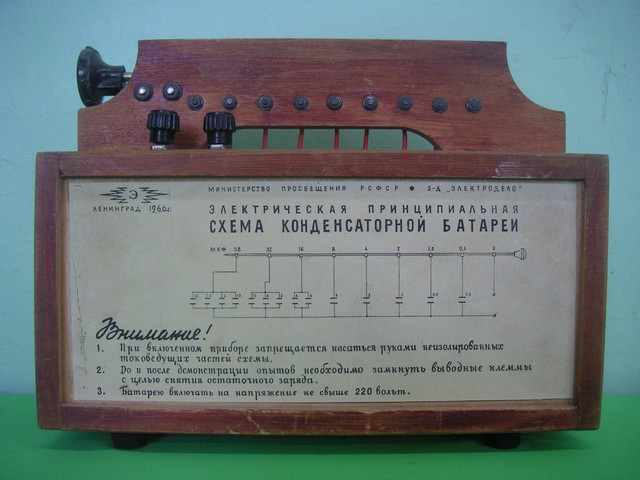 Э
ЛЕНИНГРАД 196
МИНИСТЕРСТВО ПРОСВЕЩЕНИЯ РСФСР • З-Д „ЭЛЕКТРОДЕЛО"
ЭЛЕКТРИЧЕСКАЯ ПРИНЦИПИАЛЬНАЯ
СХЕМА КОНДЕНСАТОРНОЙ БАТАРЕИ
МКФ 58 32 16 8 4 2 1,0 0,5 0
Внимание!
1. При включенном приборе запрещается касаться руками неизолированных
токоведущих частей схемы.
2. До и после демонстрации опытов необходимо замкнуть выводные клеммы
с целью снятия остаточного заряда.
3. Батарею включать на напряжение не свыше 220 вольт.